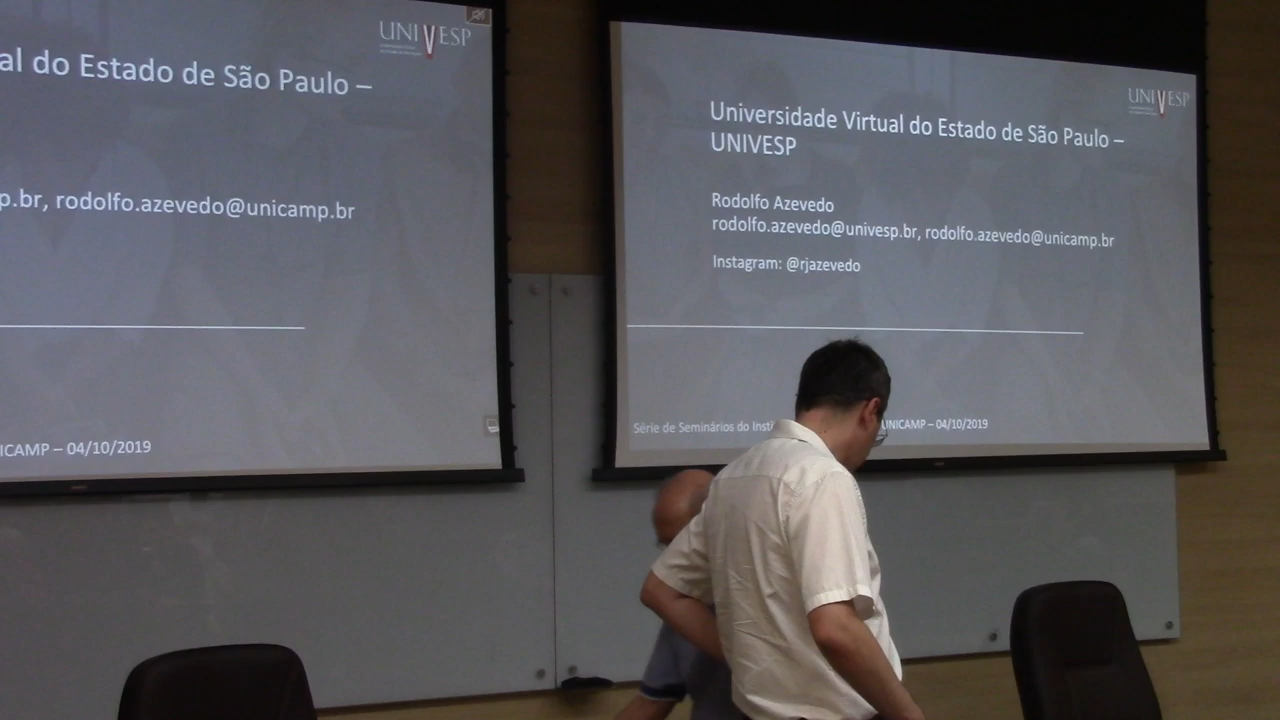 UNIVESP
al do Estado de São Paulo –
p.br, rodolfo.azevedo@unicamp.br
ICAMP – 04/10/2019
UNIVESP
Universidade Virtual do Estado de São Paulo –
UNIVESP
Rodolfo Azevedo
rodolfo.azevedo@univesp.br, rodolfo.azevedo@unicamp.br
Instagram: @rjazevedo
Série de Seminários do Insti UNICAMP – 04/10/2019